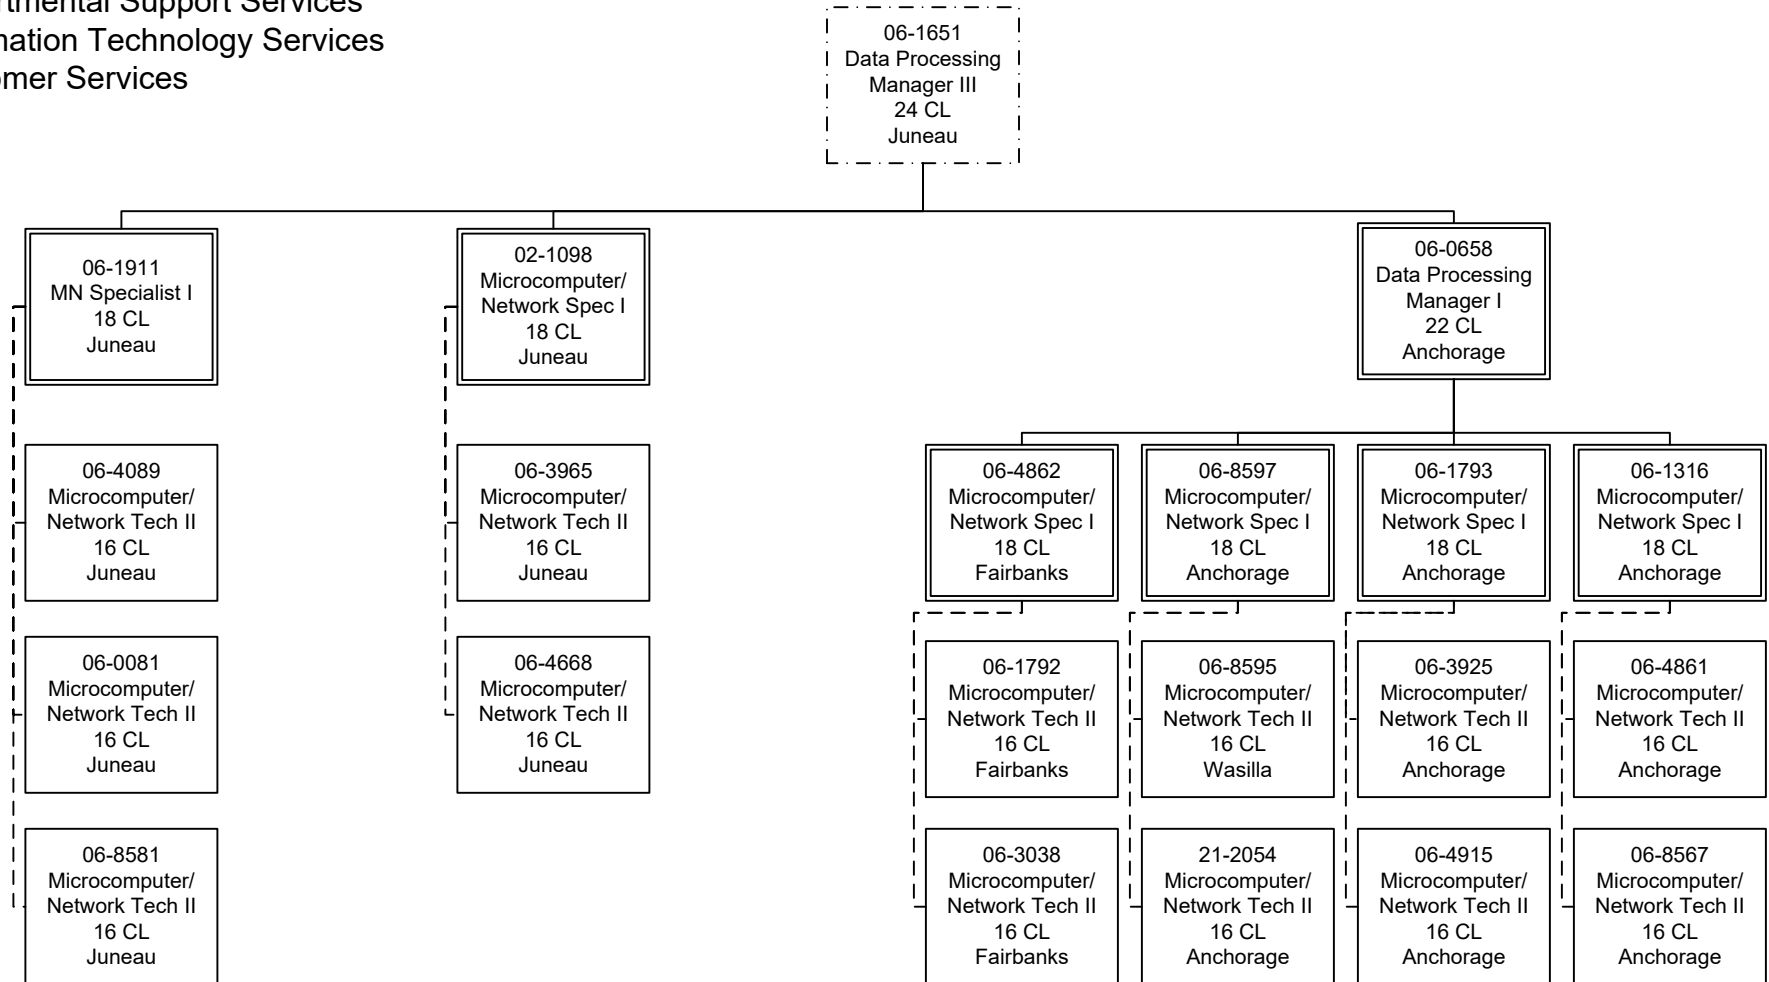 rtmental Support Services
nation Technology Services
omer Services
06-1651
Data Processing
Manager III
24 CL
Juneau
06-1911
MN Specialist I
18 CL
Juneau
02-1098
Microcomputer/
Network Spec I
18 CL
Juneau
06-0658
Data Processing
Manager I
22 CL
Anchorage
06-4089
Microcomputer/
Network Tech II
16 CL
Juneau
06-3965
Microcomputer/
Network Tech II
16 CL
Juneau
06-4862
Microcomputer/
Network Spec I
18 CL
Fairbanks
06-8597
Microcomputer/
Network Spec I
18 CL
Anchorage
06-1793
Microcomputer/
Network Spec I
18 CL
Anchorage
06-1316
Microcomputer/
Network Spec I
18 CL
Anchorage
06-0081
Microcomputer/
Network Tech II
16 CL
Juneau
06-4668
Microcomputer/
Network Tech II
16 CL
Juneau
06-1792
Microcomputer/
Network Tech II
16 CL
Fairbanks
06-8595
Microcomputer/
Network Tech II
16 CL
Wasilla
06-3925
Microcomputer/
Network Tech II
16 CL
Anchorage
06-4861
Microcomputer/
Network Tech II
16 CL
Anchorage
06-8581
Microcomputer/
Network Tech II
16 CL
Juneau
06-3038
Microcomputer/
Network Tech II
16 CL
Fairbanks
21-2054
Microcomputer/
Network Tech II
16 CL
Anchorage
06-4915
Microcomputer/
Network Tech II
16 CL
Anchorage
06-8567
Microcomputer/
Network Tech II
16 CL
Anchorage